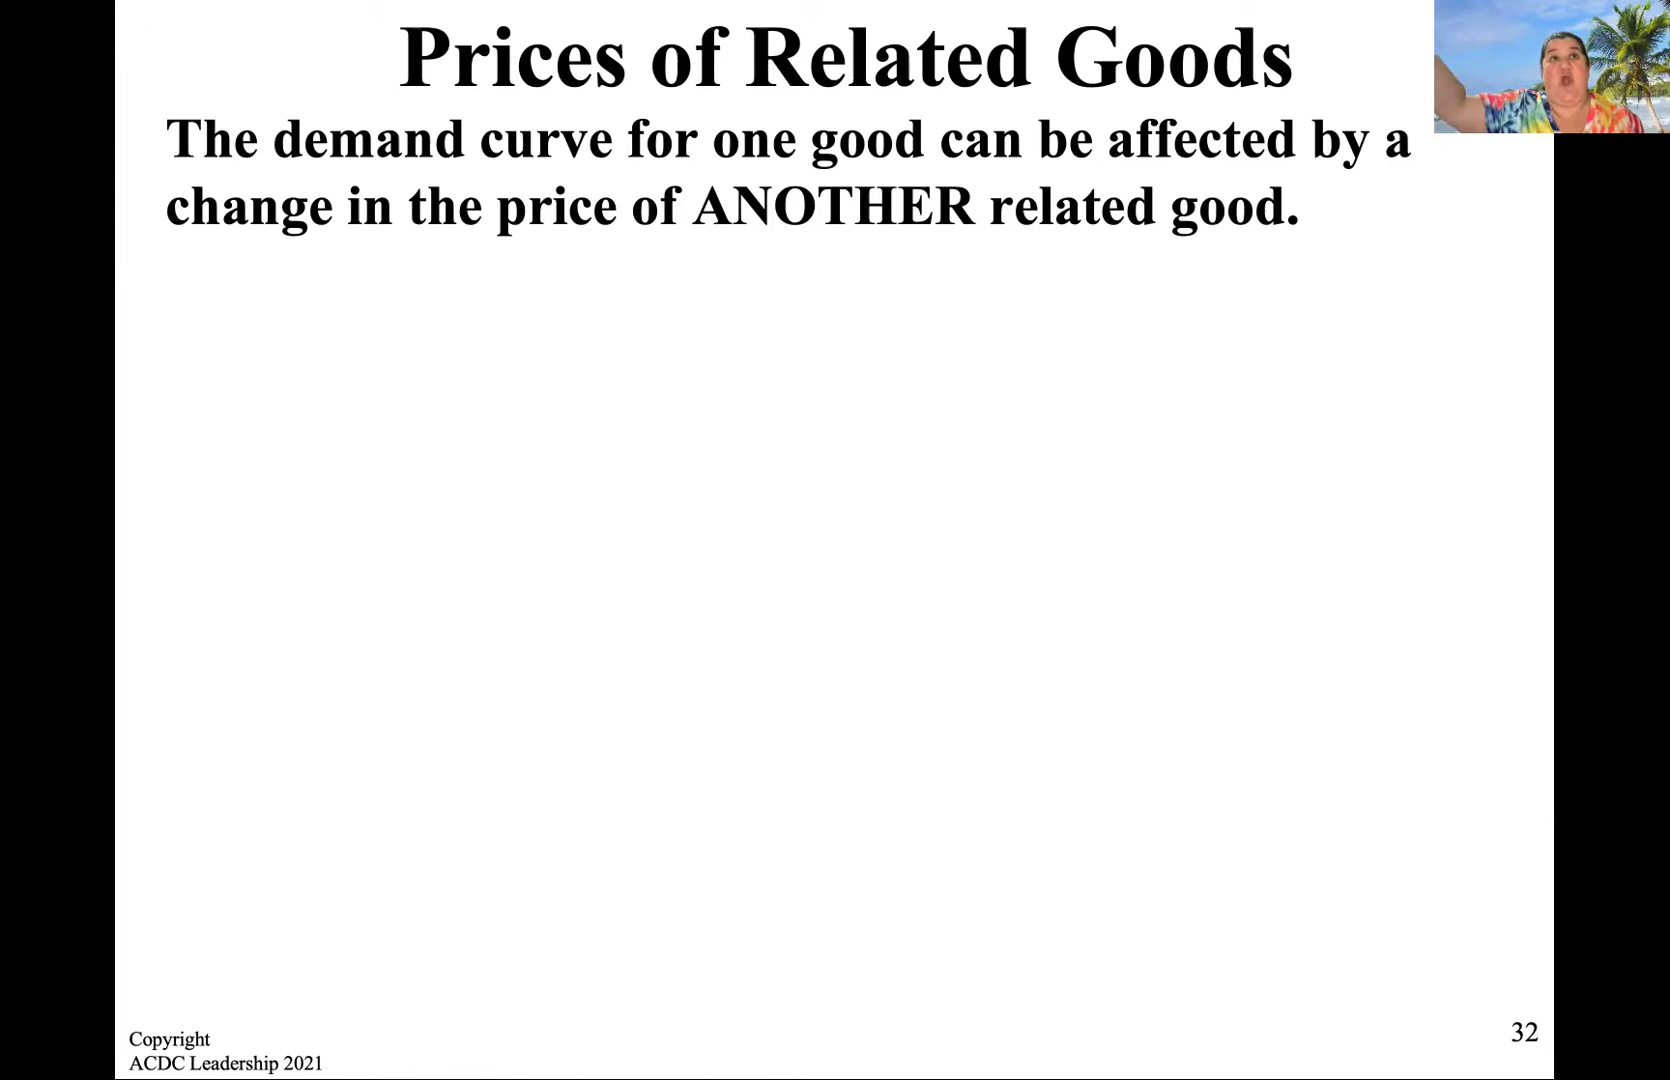 Prices of Related Goods
The demand curve for one good can be affected by a
change in the price of ANOTHER related good.
Copyright
ACDC Leadership 2021
32